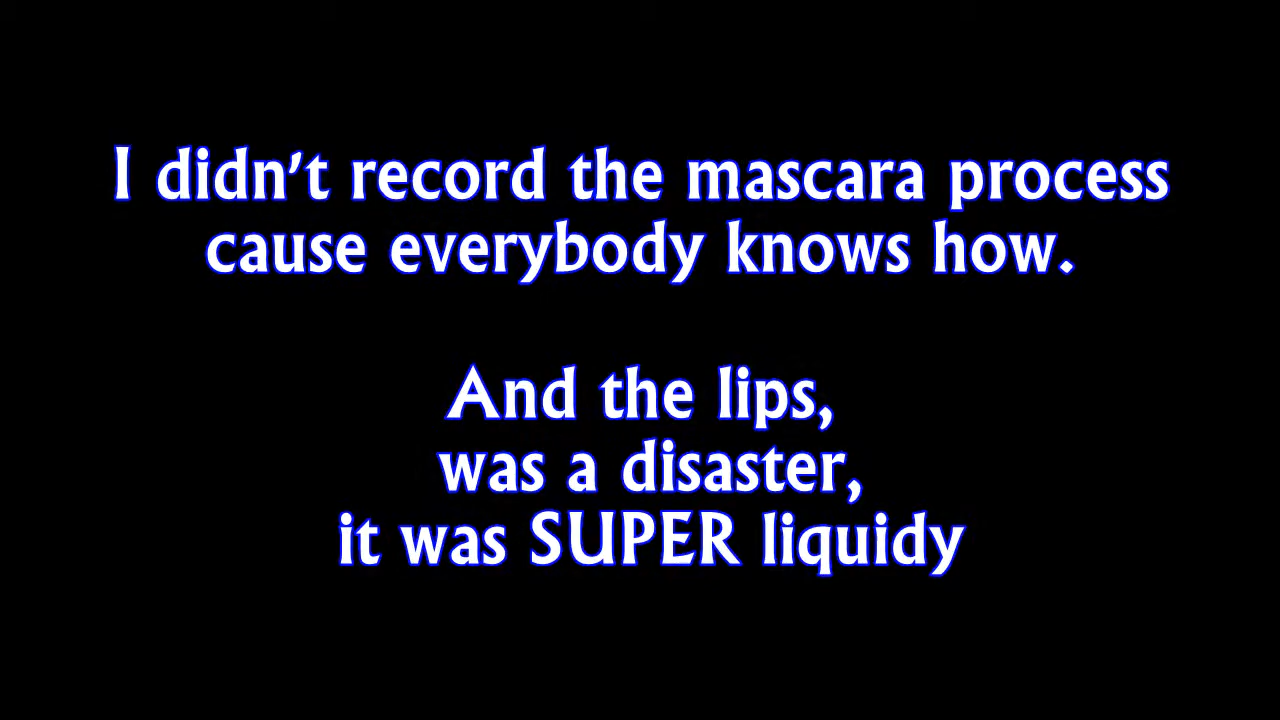 I didn't record the mascara process
cause everybody knows how.
And the lips,
was a disaster,
it was SUPER liquidy